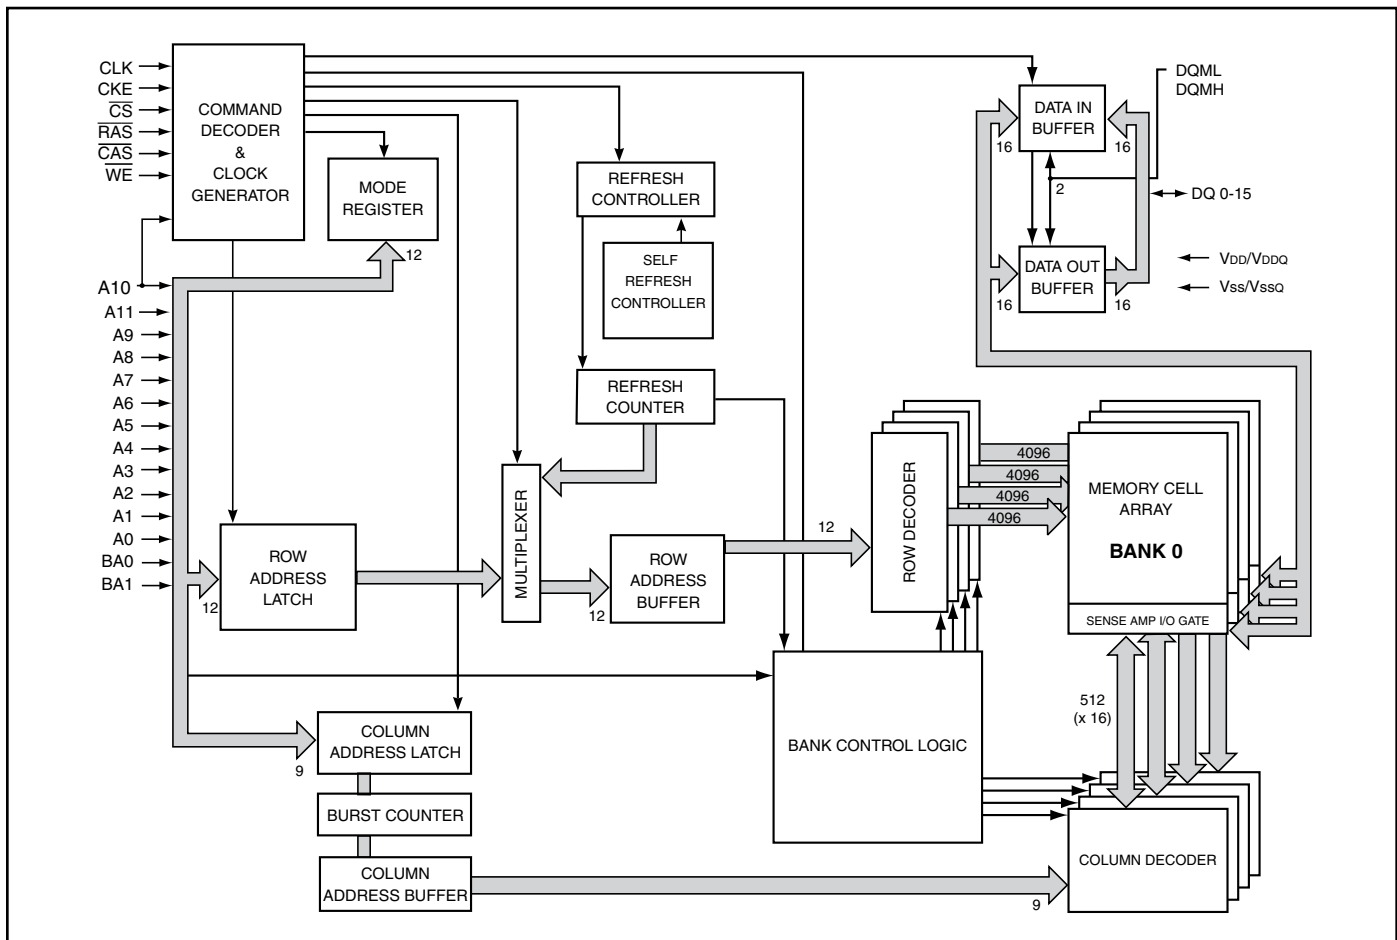 CLK
CKE
CS
RAS
CAS
WE
A10
A11
A9
A8
A7
A6
A5
A4
A3
A2
A1
A0
BA0
BA1
COMMAND
DECODER
&
CLOCK
GENERATOR
MODE
REGISTER
12
REFRESH
CONTROLLER
SELF
REFRESH
CONTROLLER
REFRESH
COUNTER
DATA IN
BUFFER
16
16
2
DQML
DQMH
DQ 0-15
DATA OUT
BUFFER
16
16
VDD/VDDQ
Vss/VssQ
ROW
ADDRESS
LATCH
12
MULTIPLEXER
12
ROW
ADDRESS
BUFFER
12
ROW DECODER
4096
4096
4096
4096
MEMORY CELL
ARRAY
BANK 0
SENSE AMP I/O GATE
512
(x 16)
BANK CONTROL LOGIC
COLUMN
ADDRESS LATCH
9
BURST COUNTER
COLUMN
ADDRESS BUFFER
9
COLUMN DECODER